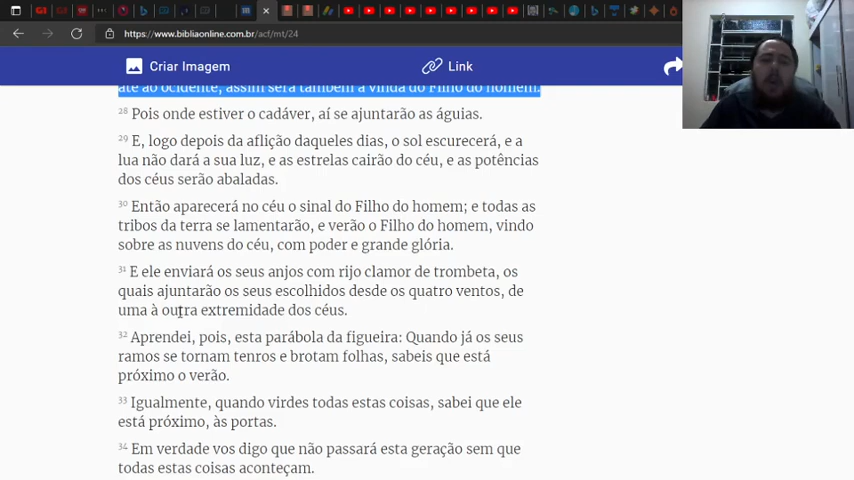 https://www.bibliaonline.com.br/acf/mt/24
Criar Imagem
Link
até ao ocidente, assim será também a vinda do Filho do homem.
28 Pois onde estiver o cadáver, aí se ajuntarão as águias.
29 E, logo depois da aflição daqueles dias, o sol escurecerá, e a
lua não dará a sua luz, e as estrelas cairão do céu, e as potências
dos céus serão abaladas.
30 Então aparecerá no céu o sinal do Filho do homem; e todas as
tribos da terra se lamentarão, e verão o Filho do homem, vindo
sobre as nuvens do céu, com poder e grande glória.
31 E ele enviará os seus anjos com rijo clamor de trombeta, os
quais ajuntarão os seus escolhidos desde os quatro ventos, de
uma à outra extremidade dos céus.
32 Aprendei, pois, esta parábola da figueira: Quando já os seus
ramos se tornam tenros e brotam folhas, sabeis que está
próximo o verão.
33 Igualmente, quando virdes todas estas coisas, sabei que ele
está próximo, às portas.
34 Em verdade vos digo que não passará esta geração sem que
todas estas coisas aconteçam.